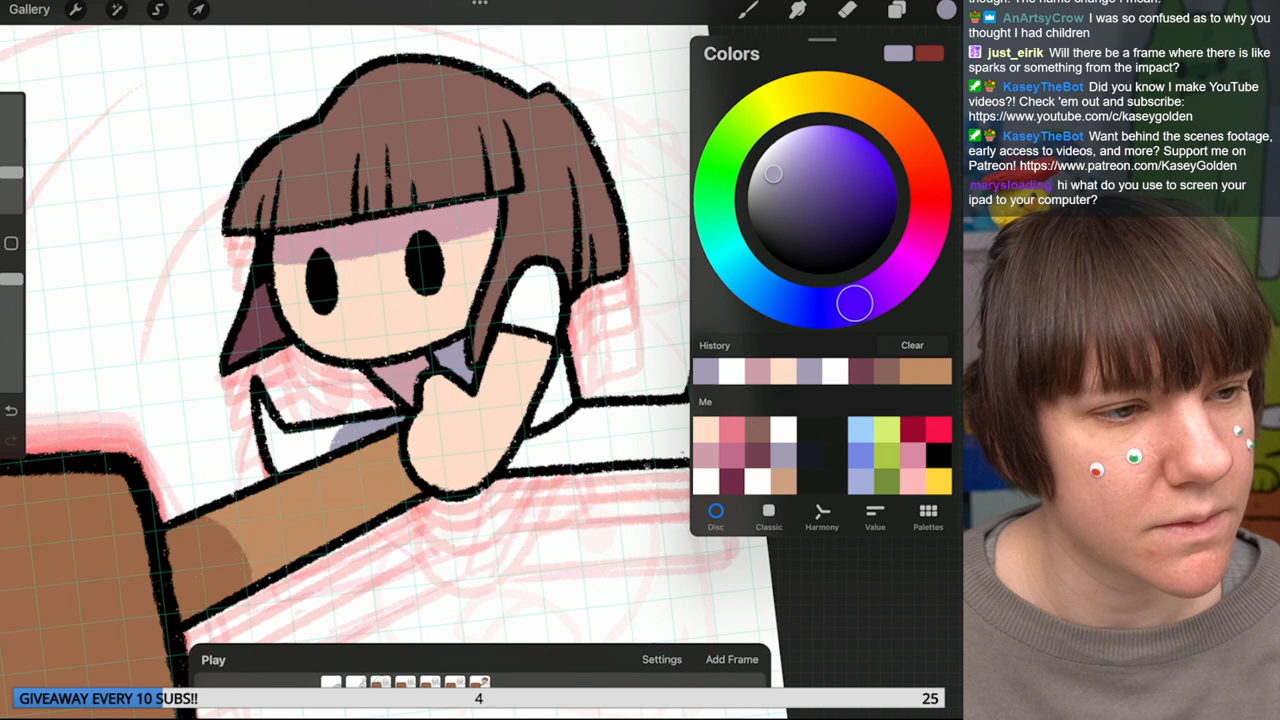 Gallery
Colors
History
Clear
Me
Disc
Classic
Harmony
Value
Palettes
Play
Settings
Add Frame
GIVEAWAY EVERY 10 SUBS!!
4
25
though. The name change I mean.
AnArtsyCrow I was so confused as to why you
thought I had children
just_eirik Will there be a frame where there is like
sparks or something from the impact?
KaseyTheBot Did you know I make YouTube
videos?! Check 'em out and subscribe:
https://www.youtube.com/c/kaseygolden
KaseyTheBot Want behind the scenes footage,
early access to videos, and more? Support me on
Patreon! https://www.patreon.com/KaseyGolden
marysloading hi what do you use to screen your
ipad to your computer?